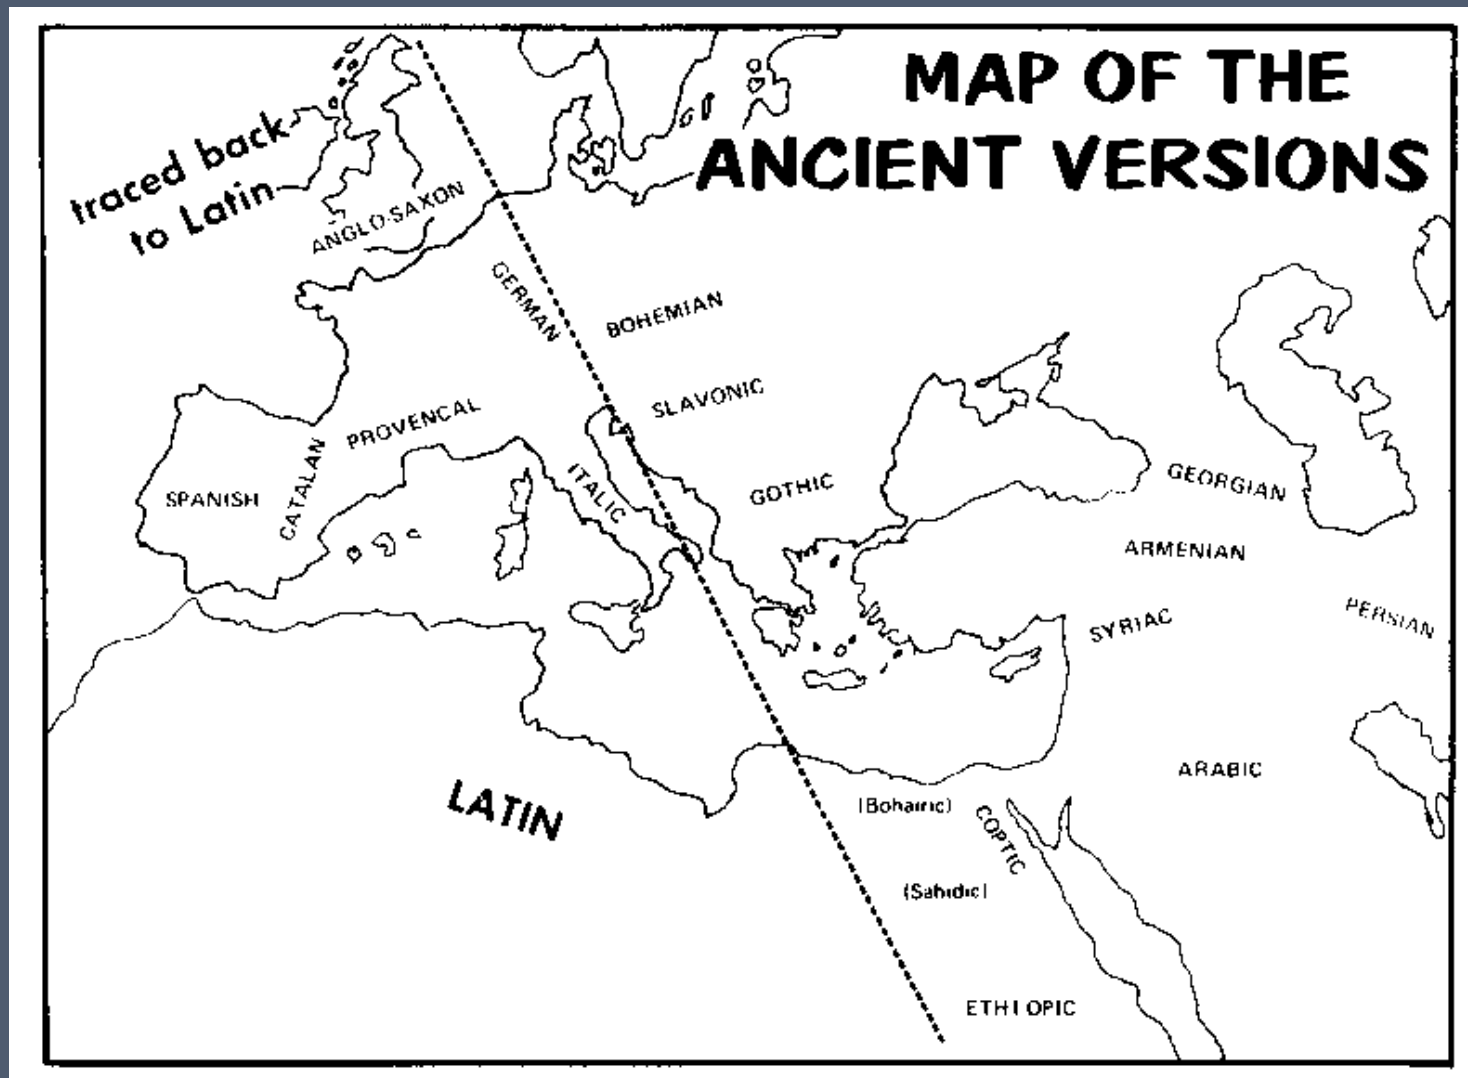 MAP OF THE
ANCIENT VERSIONS
traced back
to Latin
ANGLO-SAXON
GERMAN
BOHEMIAN
SLAVONIC
PROVENCAL
CATALAN
SPANISH
ITALIC
GOTHIC
GEORGIAN
ARMENIAN
SYRIAC
PERSIAN
ARABIC
LATIN
(Bohairic)
COPTIC
(Sahidic)
ETHIOPIC